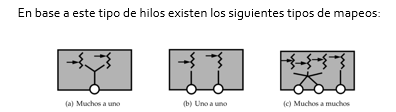 En base a este tipo de hilos existen los siguientes tipos de mapeos:
(a) Muchos a uno
(b) Uno a uno
(c) Muchos a muchos